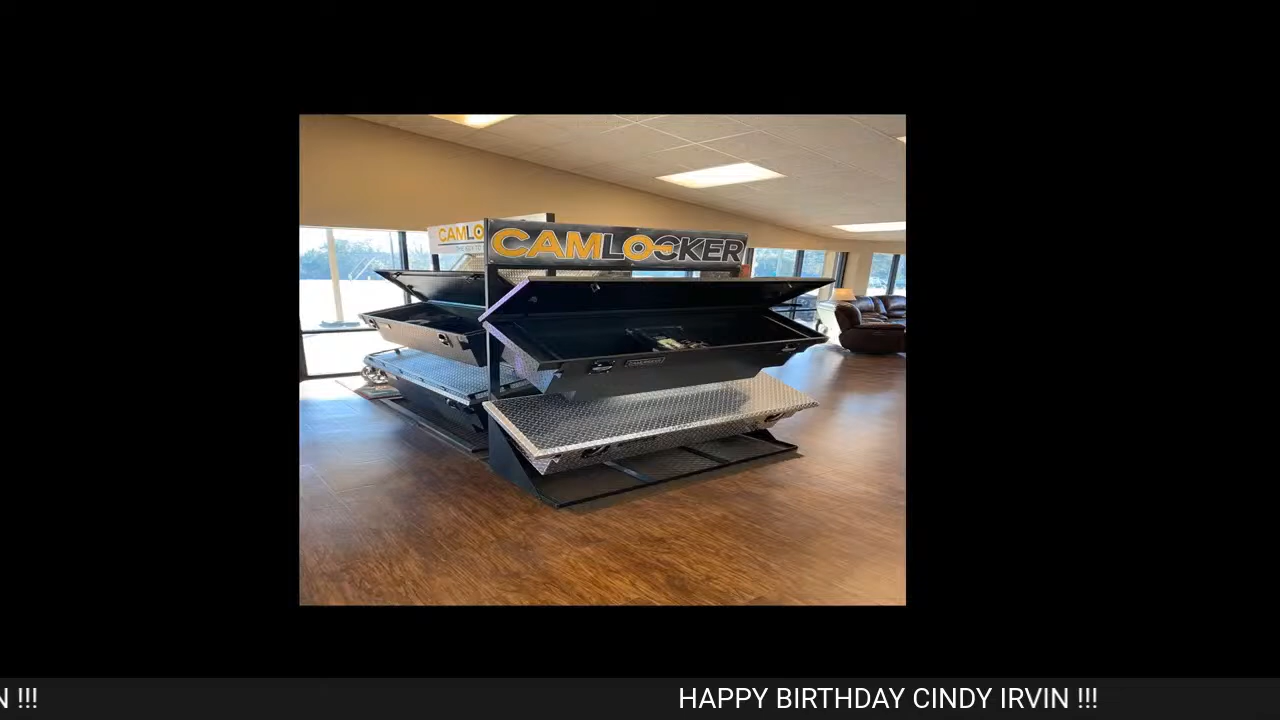 CAMLO
CAMLOCKER
N !!!
HAPPY BIRTHDAY CINDY IRVIN !!!